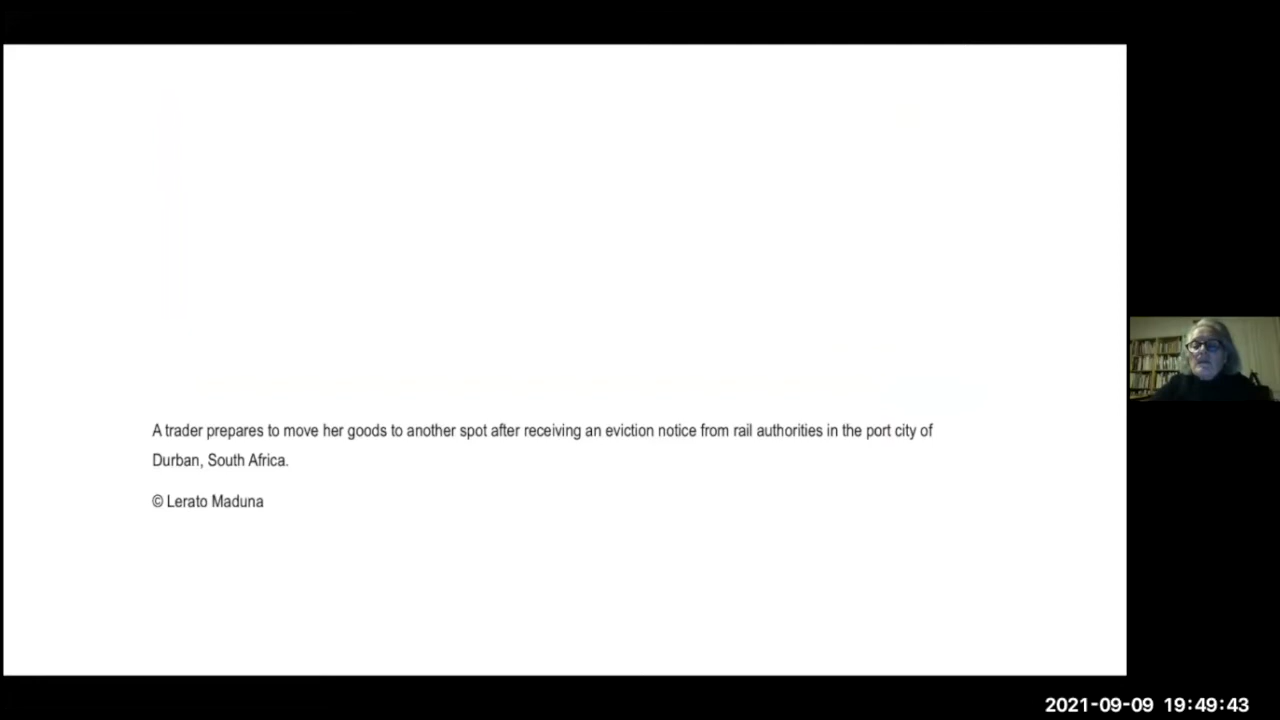 A trader prepares to move her goods to another spot after receiving an eviction notice from rail authorities in the port city of
Durban, South Africa.
© Lerato Maduna
2021-09-09 19:49:43